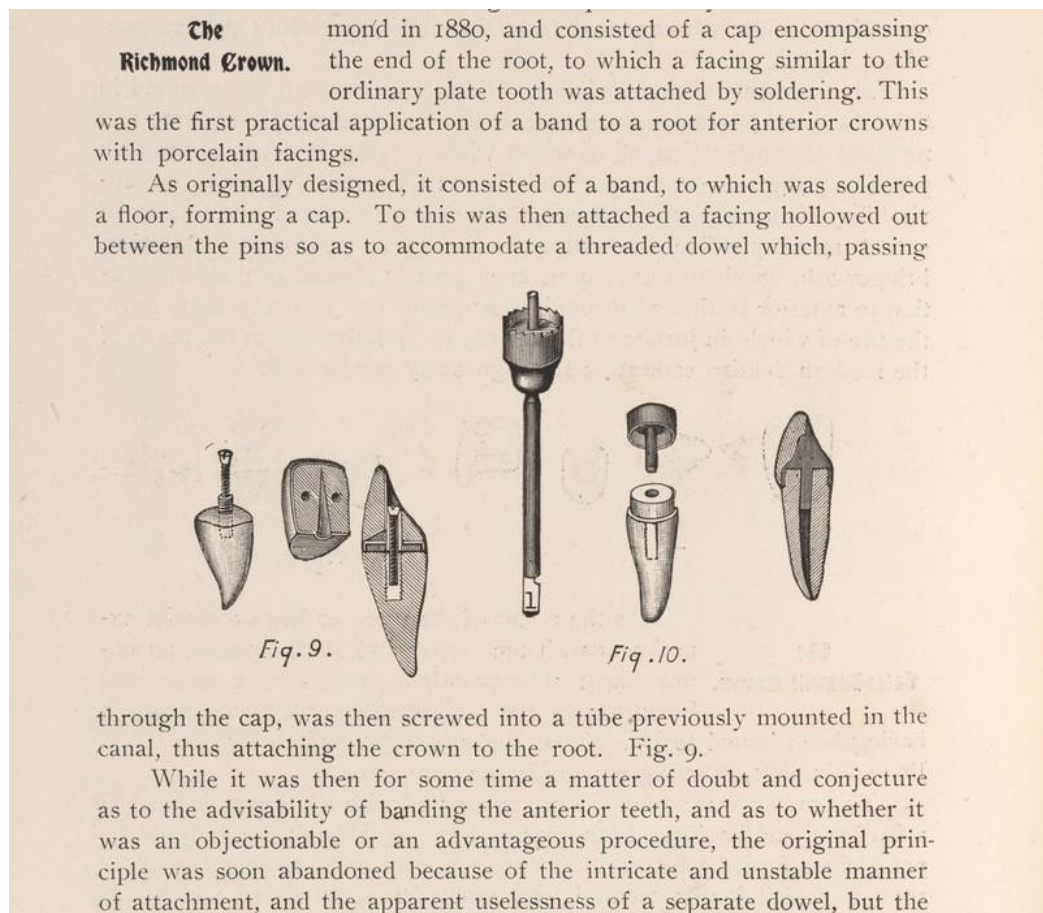 The
Richmond Crown.
mond in 1880, and consisted of a cap encompassing
the end of the root, to which a facing similar to the
ordinary plate tooth was attached by soldering. This
was the first practical application of a band to a root for anterior crowns
with porcelain facings.
As originally designed, it consisted of a band, to which was soldered
a floor, forming a cap. To this was then attached a facing hollowed out
between the pins so as to accommodate a threaded dowel which, passing
1
Fig. 9.
Fig. 10.
through the cap, was then screwed into a tube previously mounted in the
canal, thus attaching the crown to the root. Fig. 9.
While it was then for some time a matter of doubt and conjecture
as to the advisability of banding the anterior teeth, and as to whether it
was an objectionable or an advantageous procedure, the original prin-
ciple was soon abandoned because of the intricate and unstable manner
of attachment, and the apparent uselessness of a separate dowel, but the